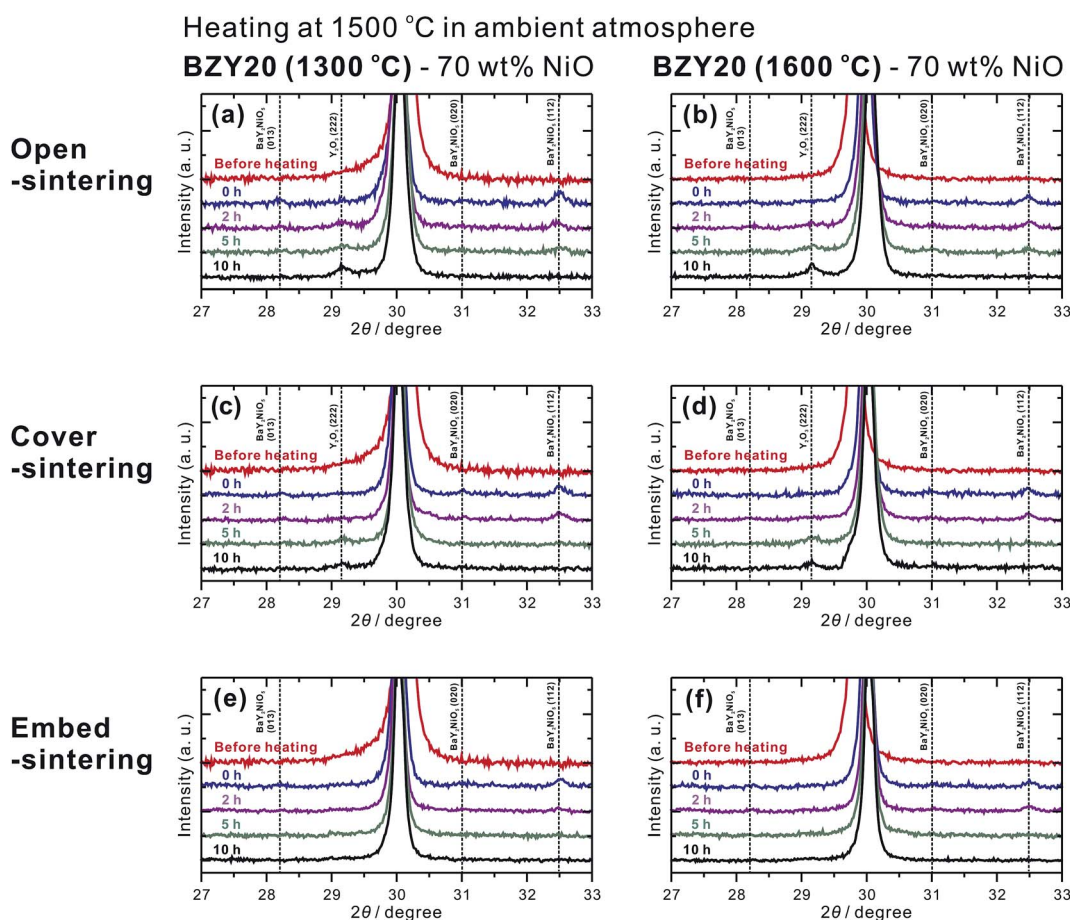 Heating at 1500 °C in ambient atmosphere
BZY20 (1300 °C) - 70 wt% NiO
BZY20 (1600 °C) - 70 wt% NiO
Open
-sintering
(a)
BaY₂NiO₅
(013)
Y₂O₃ (222)
BaY₂NiO₅ (020)
BaY₂NiO₅ (112)
Before heating
0 h
2 h
5 h
10 h
Intensity (a. u.)
27 28 29 30 31 32 33
2θ / degree
(b)
BaY₂NiO₅
(013)
Y₂O₃ (222)
BaY₂NiO₅ (020)
BaY₂NiO₅ (112)
Before heating
0 h
2 h
5 h
10 h
Intensity (a. u.)
27 28 29 30 31 32 33
2θ / degree
Cover
-sintering
(c)
BaY₂NiO₅
(013)
Y₂O₃ (222)
BaY₂NiO₅ (020)
BaY₂NiO₅ (112)
Before heating
0 h
2 h
5 h
10 h
Intensity (a. u.)
27 28 29 30 31 32 33
2θ / degree
(d)
BaY₂NiO₅
(013)
Y₂O₃ (222)
BaY₂NiO₅ (020)
BaY₂NiO₅ (112)
Before heating
0 h
2 h
5 h
10 h
Intensity (a. u.)
27 28 29 30 31 32 33
2θ / degree
Embed
-sintering
(e)
BaY₂NiO₅
(013)
BaY₂NiO₅ (020)
BaY₂NiO₅ (112)
Before heating
0 h
2 h
5 h
10 h
Intensity (a. u.)
27 28 29 30 31 32 33
2θ / degree
(f)
BaY₂NiO₅
(013)
BaY₂NiO₅ (020)
BaY₂NiO₅ (112)
Before heating
0 h
2 h
5 h
10 h
Intensity (a. u.)
27 28 29 30 31 32 33
2θ / degree